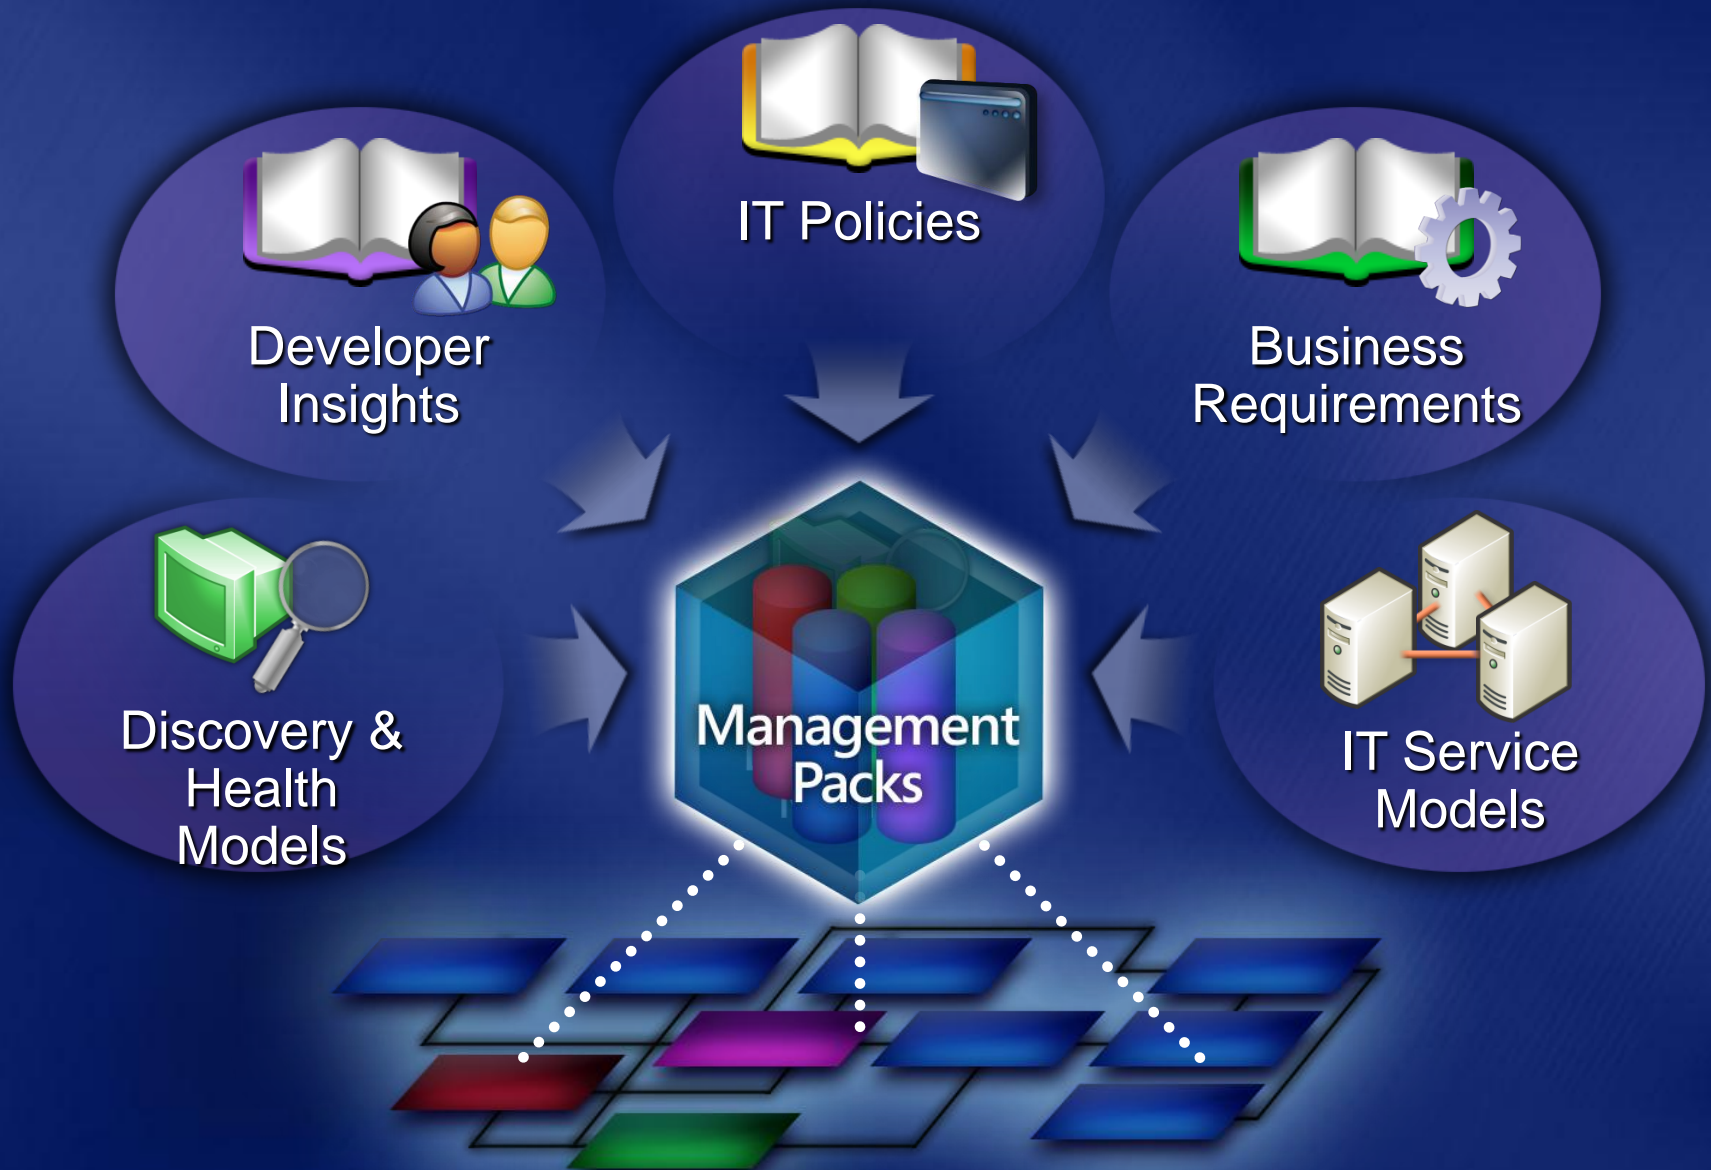 IT Policies
Developer
Insights
Business
Requirements
Discovery &
Health
Models
Management
Packs
IT Service
Models